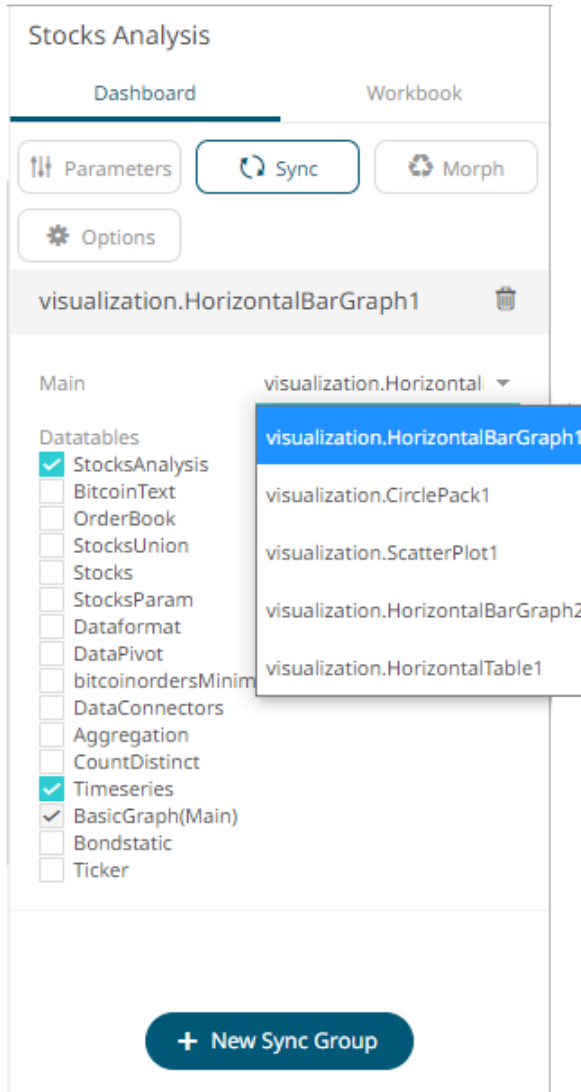 Stocks Analysis
Dashboard Workbook
Parameters Sync Morph
Options
visualization.HorizontalBarGraph1
Main visualization.Horizontal
visualization.HorizontalBarGraph1
visualization.CirclePack1
visualization.ScatterPlot1
visualization.HorizontalBarGraph2
visualization.HorizontalTable1
Datatables
StocksAnalysis
BitcoinText
OrderBook
StocksUnion
Stocks
StocksParam
Dataformat
DataPivot
bitcoinordersMinim
DataConnectors
Aggregation
CountDistinct
Timeseries
BasicGraph(Main)
Bondstatic
Ticker
+ New Sync Group